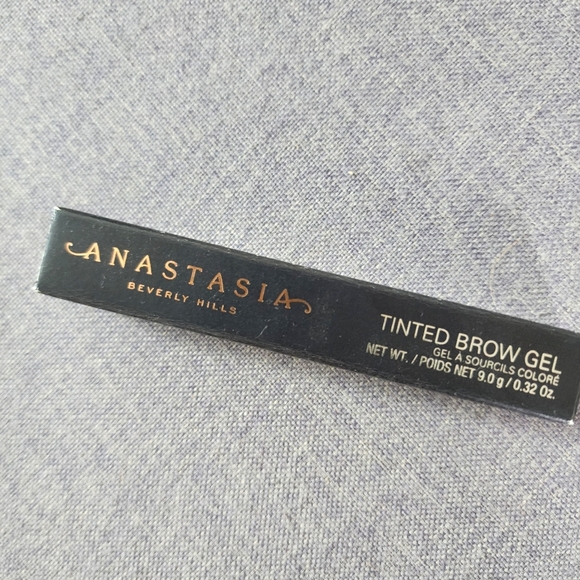 ANASTASIA
BEVERLY HILLS
TINTED BROW GEL
GEL À SOURCILS COLORÉ
NET WT. / POIDS NET 9.0 g / 0.32 Oz.